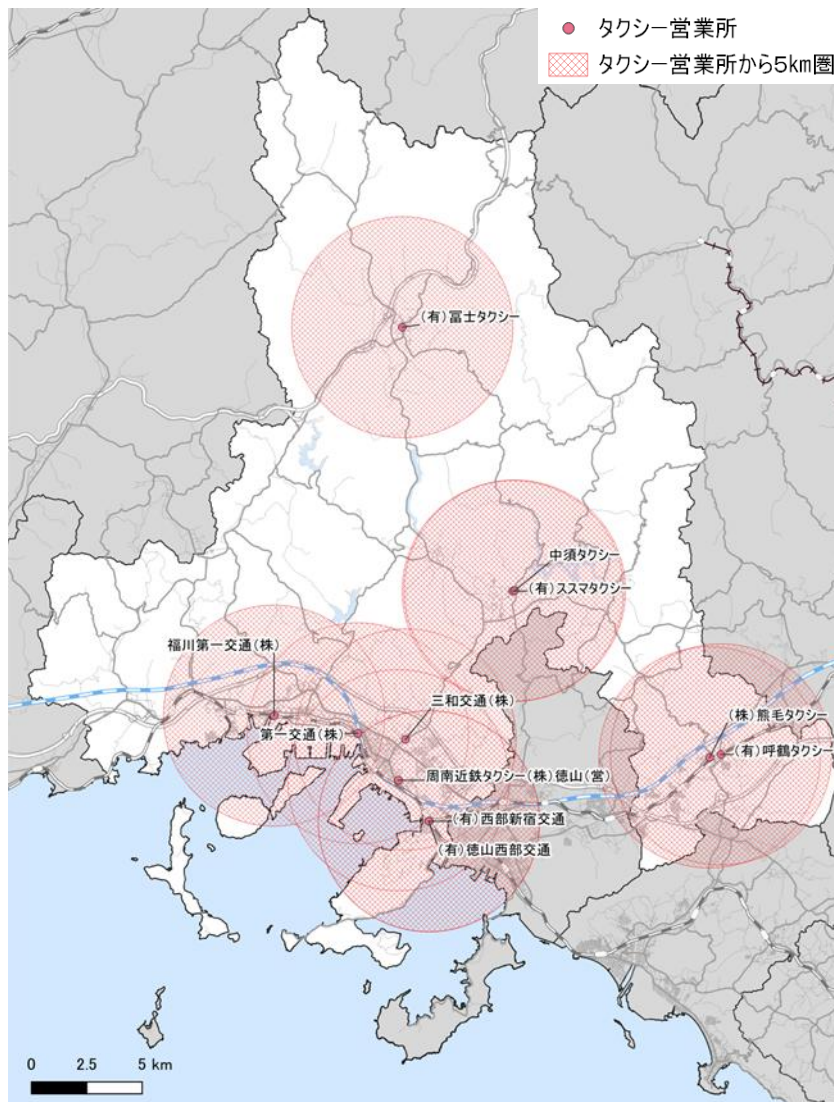 タクシー営業所
タクシー営業所から5km圏
(有)冨士タクシー
中須タクシー
(有)ススマタクシー
福川第一交通(株)
三和交通(株)
第一交通(株)
(株)熊毛タクシー
(有)呼鶴タクシー
周南近鉄タクシー(株)徳山(営)
(有)西部新宿交通
(有)徳山西部交通
0 2.5 5 km